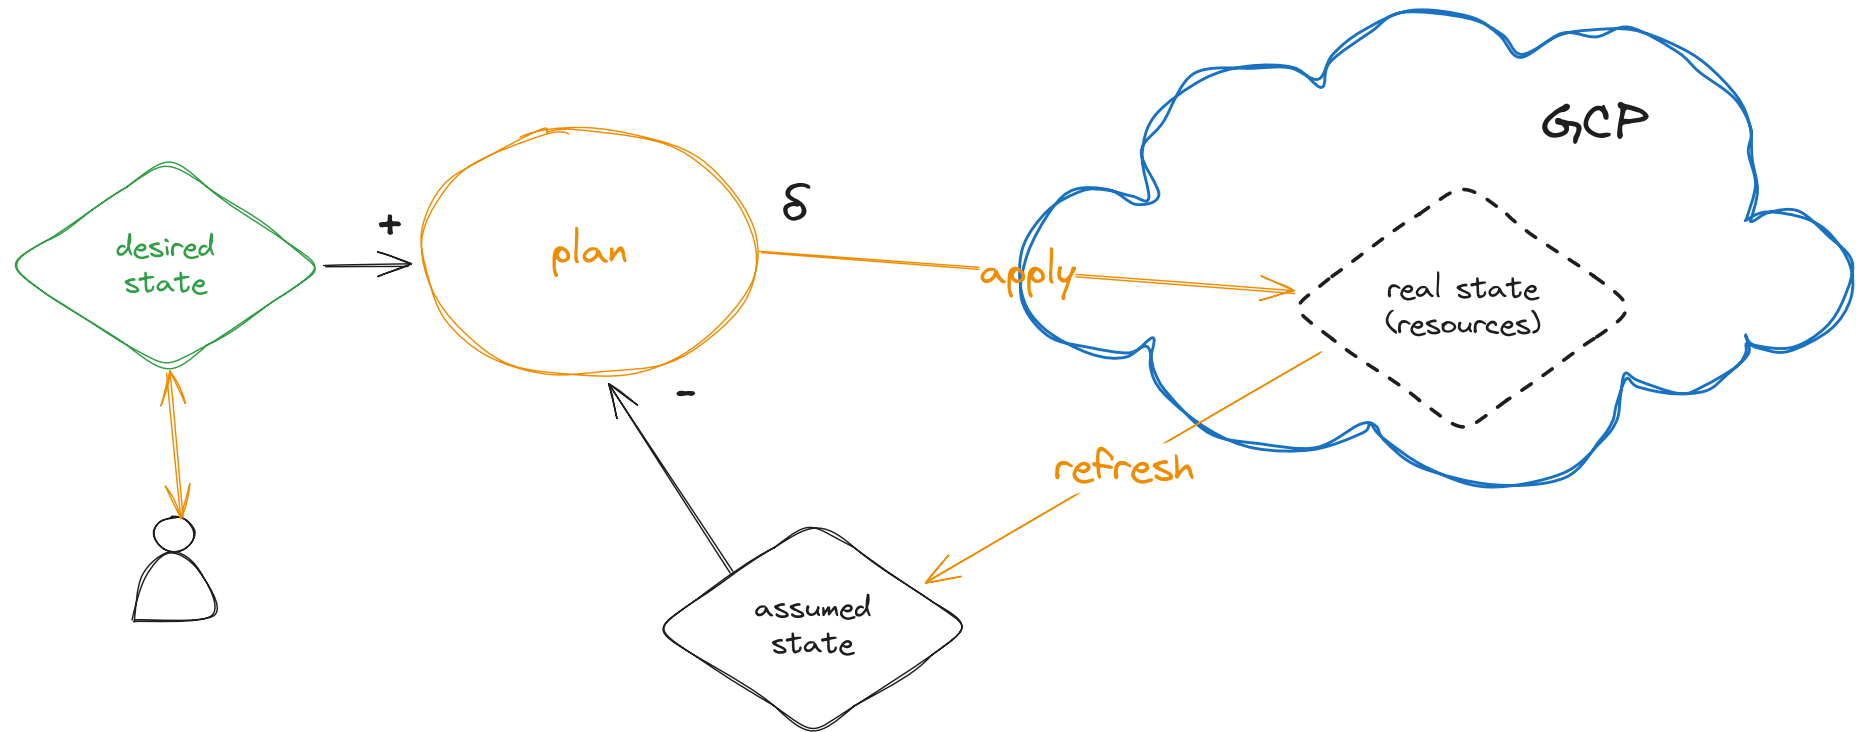 GCP
+
δ
desired
state
plan
apply
real state
(resources)
-
refresh
assumed
state